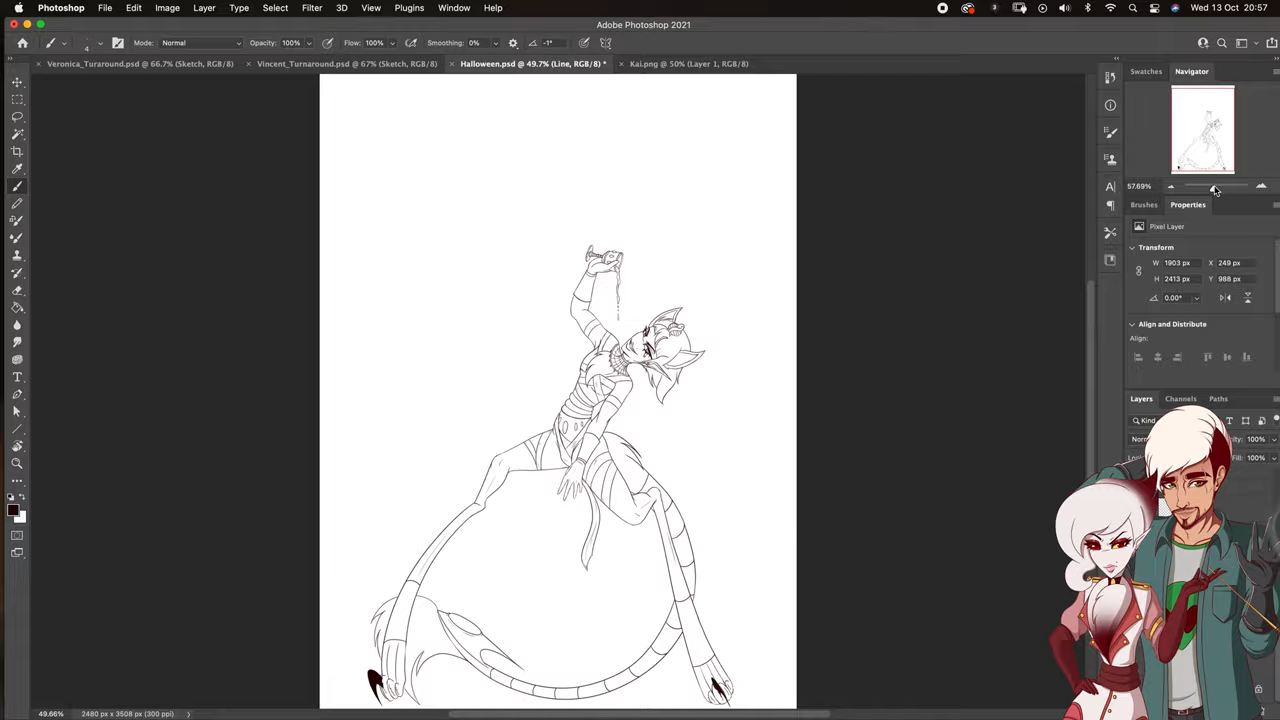 Photoshop File Edit Image Layer Type Select Filter 3D View Plugins Window Help 3 Wed 13 Oct 20:57
Adobe Photoshop 2021
4 Mode: Normal Opacity: 100% Flow: 100% Smoothing: 0% -1°
Veronica_Turaround.psd @ 66.7% (Sketch, RGB/8) Vincent_Turnaround.psd @ 67% (Sketch, RGB/8) Halloween.psd @ 49.7% (Line, RGB/8) * Kai.png @ 50% (Layer 1, RGB/8)
Swatches Navigator
57.69%
Brushes Properties
Pixel Layer
Transform
W 1903 px X 249 px
H 2413 px Y 988 px
0.00°
Align and Distribute
Align:
Layers Channels Paths
Kind
100%
Fill: 100%
49.66% 2480 px x 3508 px (300 ppi)